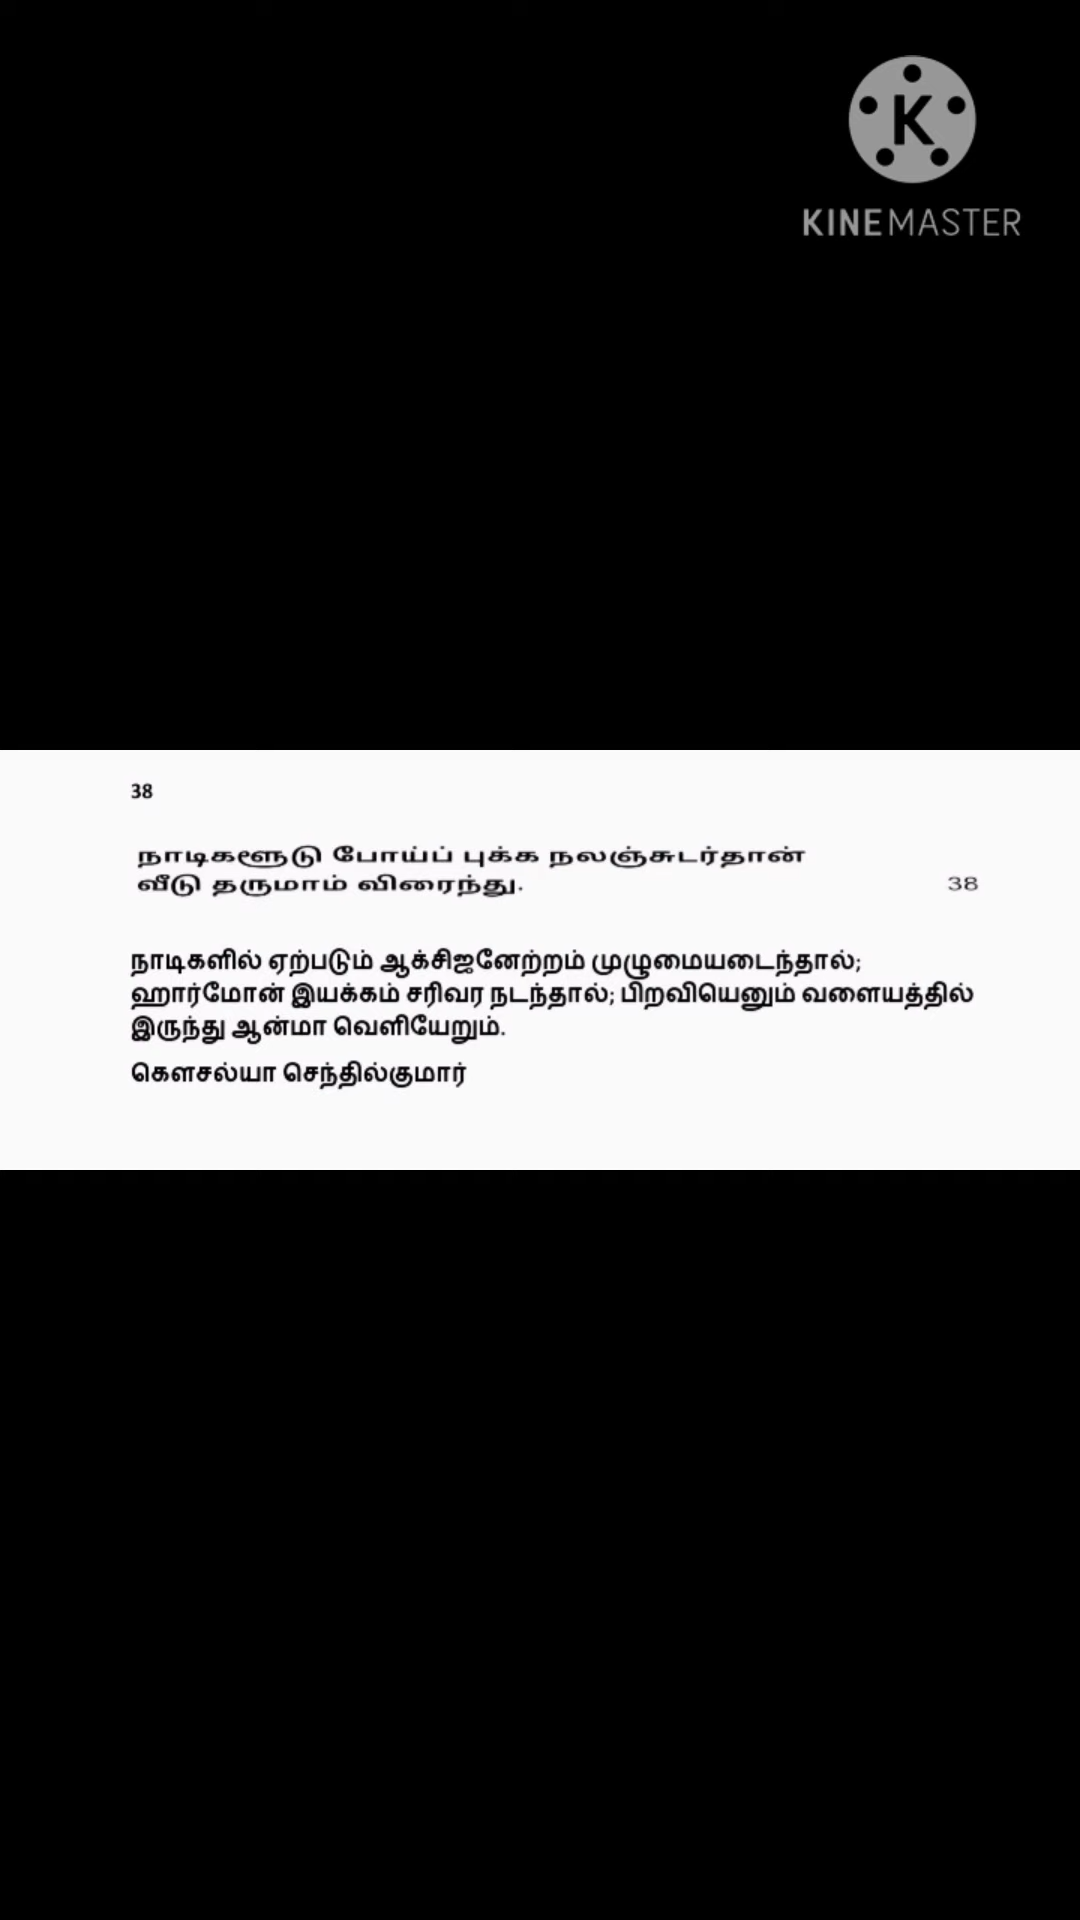 K
KINEMASTER
38
நாடிகளூடு போய்ப் புக்க நலஞ்சுடர்தான்
வீடு தருமாம் விரைந்து. 38
நாடிகளில் ஏற்படும் ஆக்சிஜனேற்றம் முழுமையடைந்தால்;
ஹார்மோன் இயக்கம் சரிவர நடந்தால்; பிறவியெனும் வளையத்தில்
இருந்து ஆன்மா வெளியேறும்.
கௌசல்யா செந்தில்குமார்